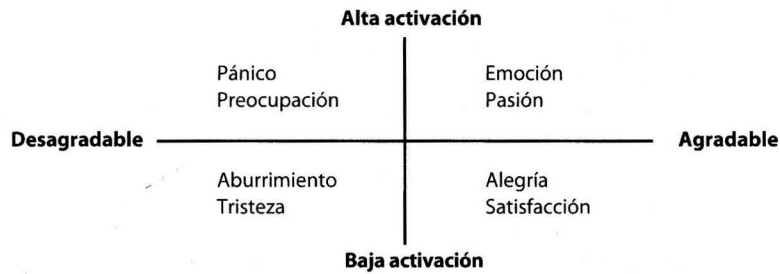 Alta activación
Pánico Emoción
Preocupación Pasión
Desagradable Agradable
Aburrimiento Alegría
Tristeza Satisfacción
Baja activación